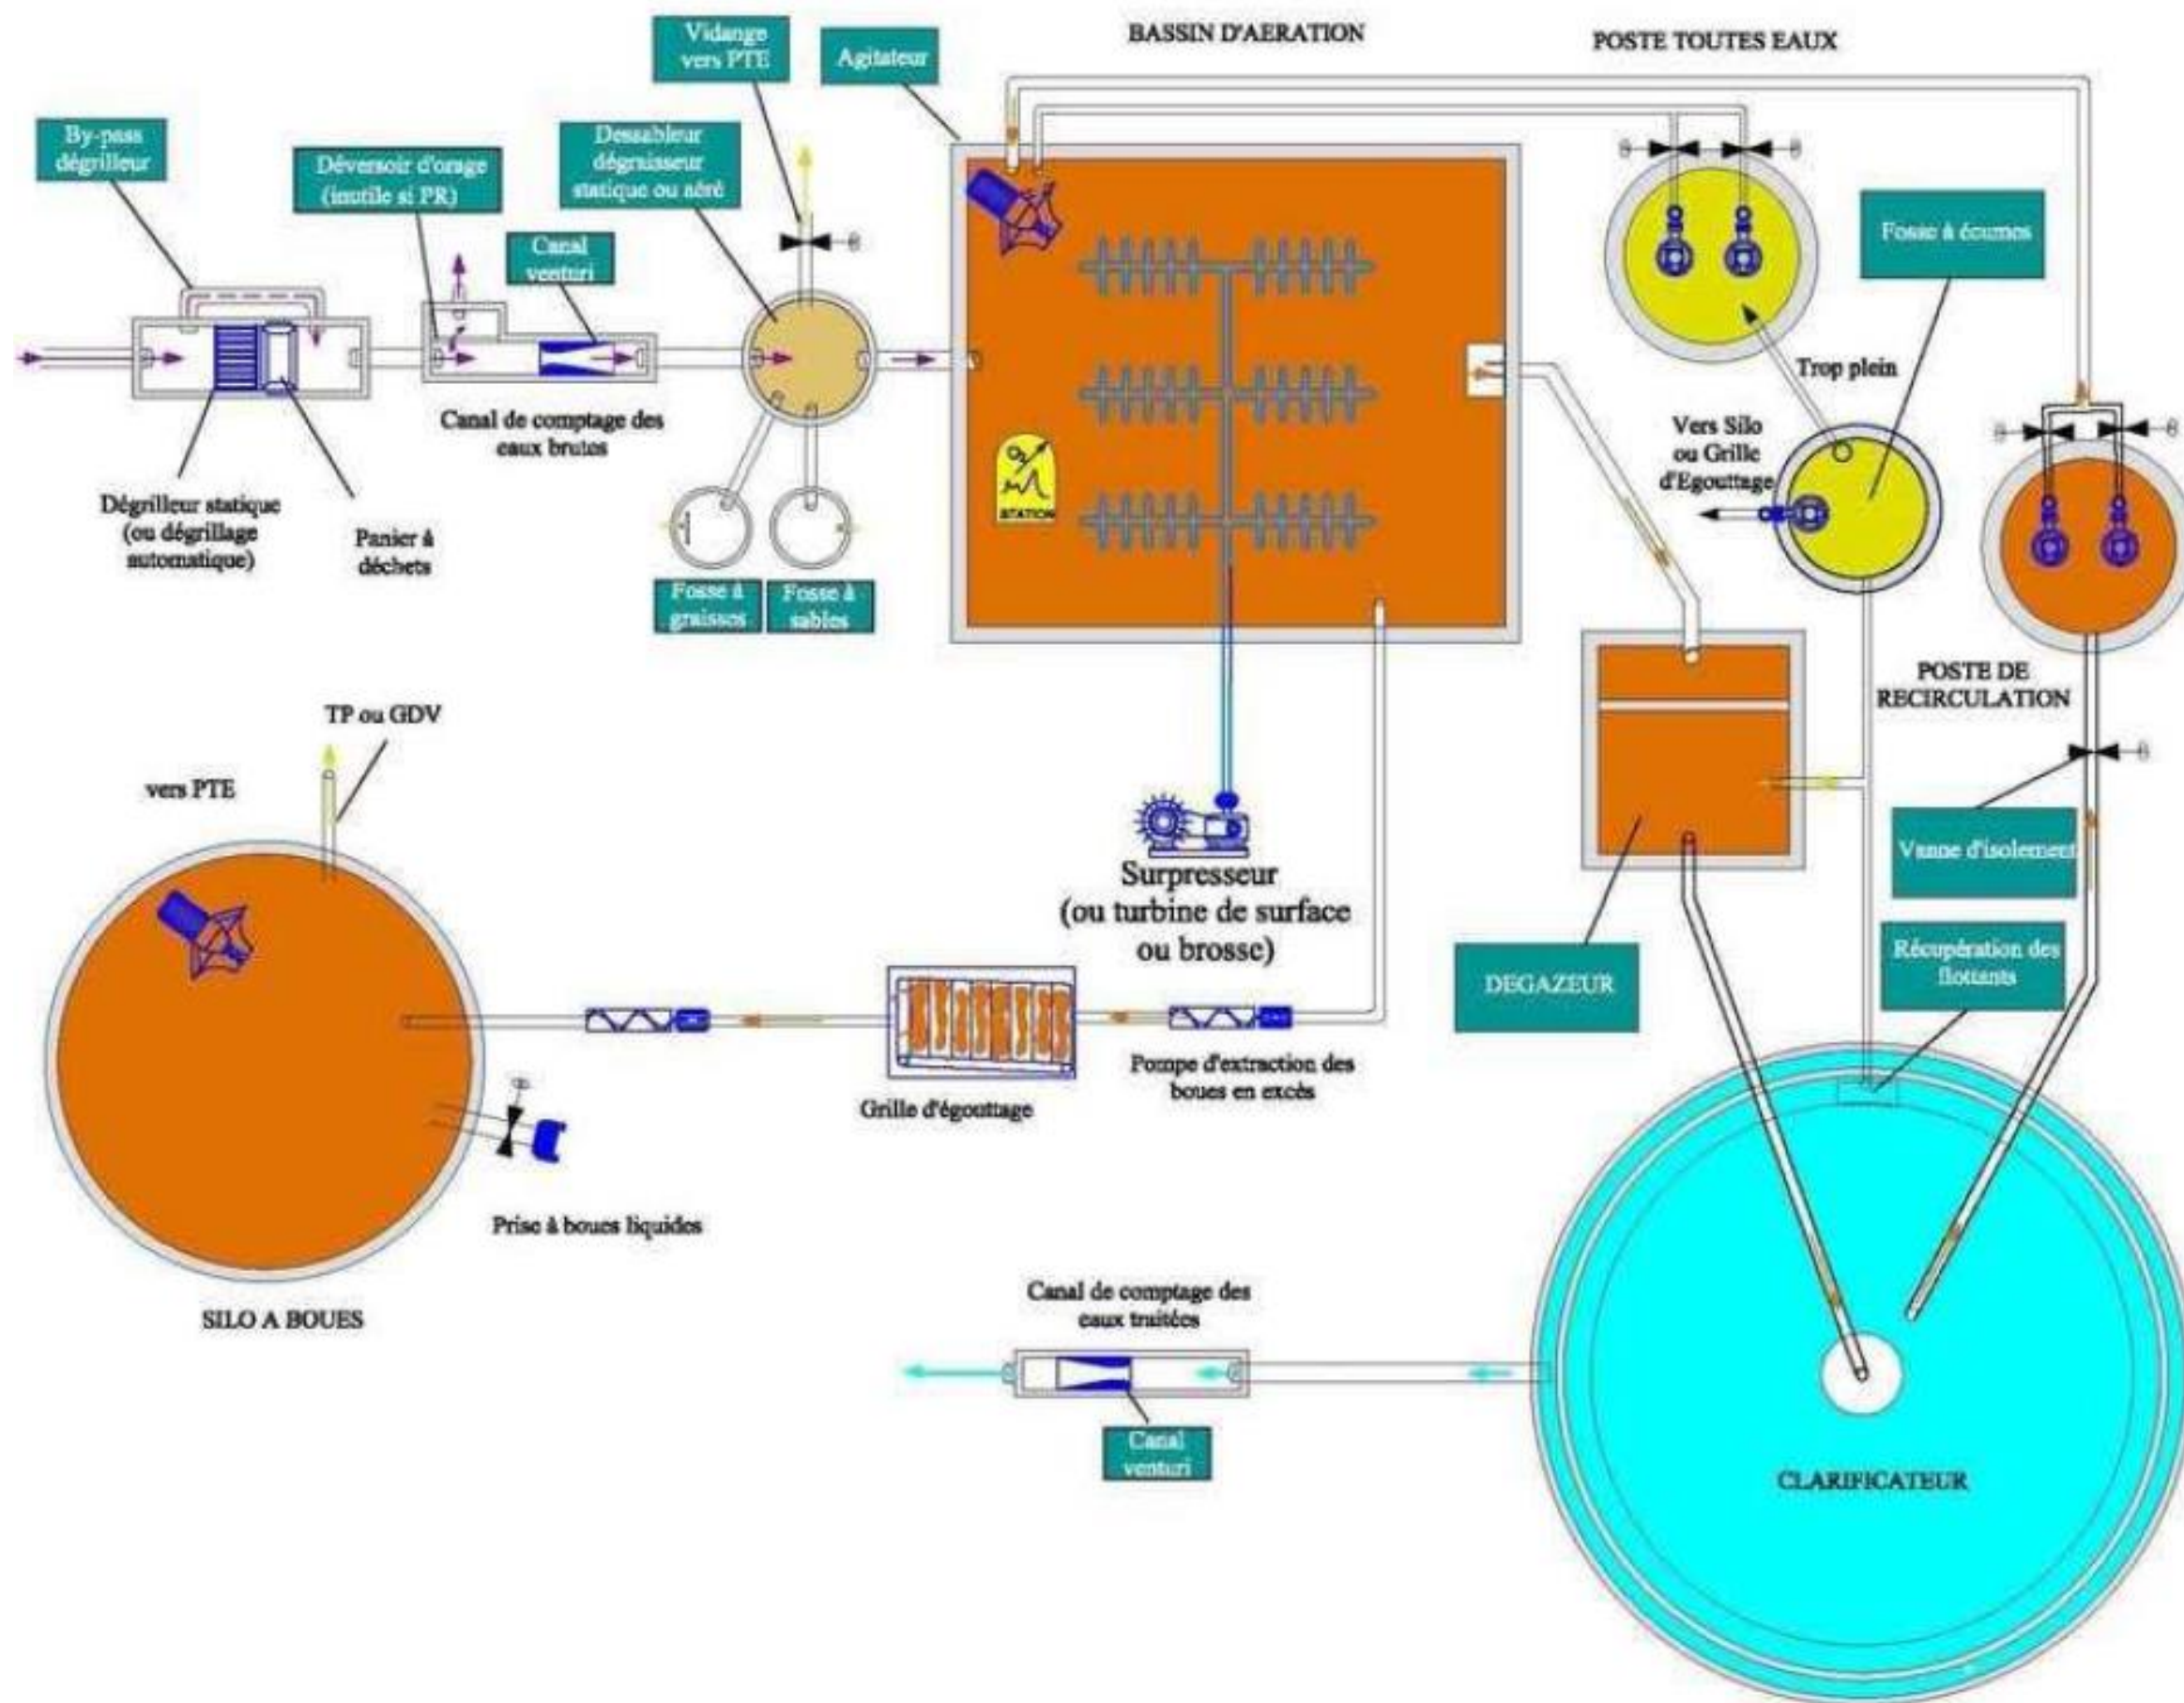 BASSIN D'AERATION
POSTE TOUTES EAUX
Vidange
vers PTE
Agitateur
By-pass
dégrilleur
Déversoir d'orage
(inutile si PR)
Dessableur
dégraisseur
statique ou aéré
Canal
venturi
Fosse à écumes
Trop plein
Canal de comptage des
eaux brutes
Vers Silo
ou Grille
d'Egouttage
O2
STATION
Dégrilleur statique
(ou dégrillage
automatique)
Panier à
déchets
Fosse à
graisses
Fosse à
sables
POSTE DE
RECIRCULATION
TP ou GDV
vers PTE
Surpresseur
(ou turbine de surface
ou brosse)
Vanne d'isolement
DEGAZEUR
Récupération des
flottants
Pompe d'extraction des
boues en excès
Grille d'égouttage
Prise à boues liquides
SILO A BOUES
Canal de comptage des
eaux traitées
Canal
venturi
CLARIFICATEUR